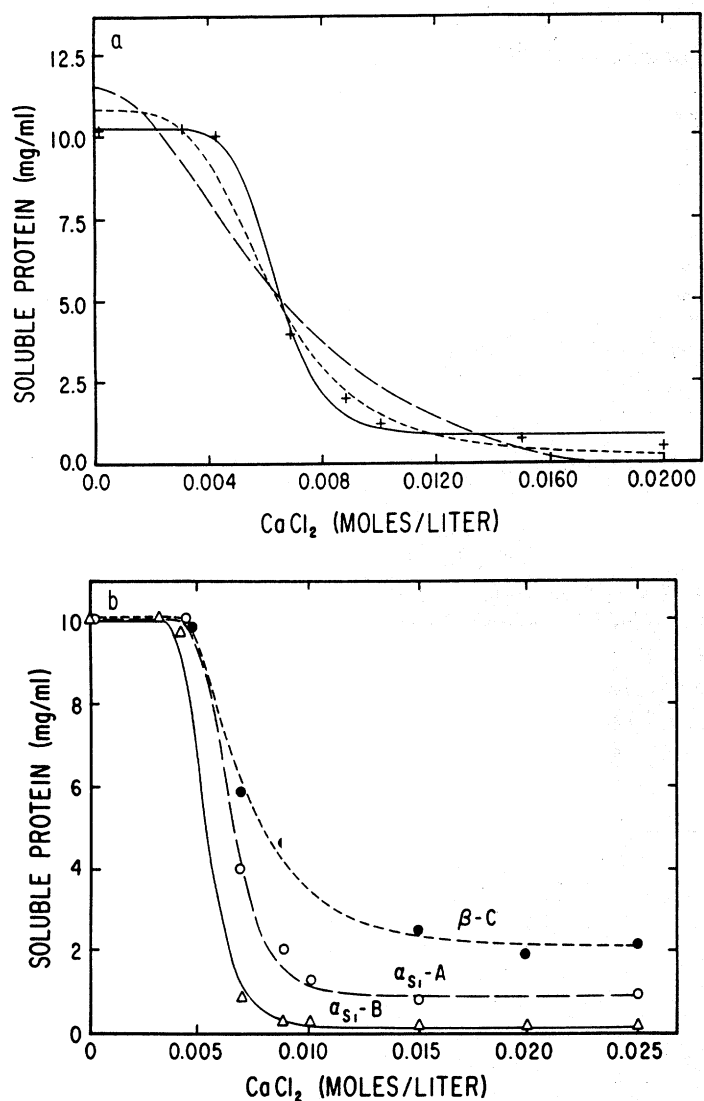 a
12.5
10.0
7.5
5.0
2.5
0.0
SOLUBLE PROTEIN (mg/ml)
0.0 0.004 0.008 0.0120 0.0160 0.0200
CaCl₂ (MOLES/LITER)
b
10
8
6
4
2
0
SOLUBLE PROTEIN (mg/ml)
β-C
αS₁-A
αS₁-B
0 0.005 0.010 0.015 0.020 0.025
CaCl₂ (MOLES/LITER)